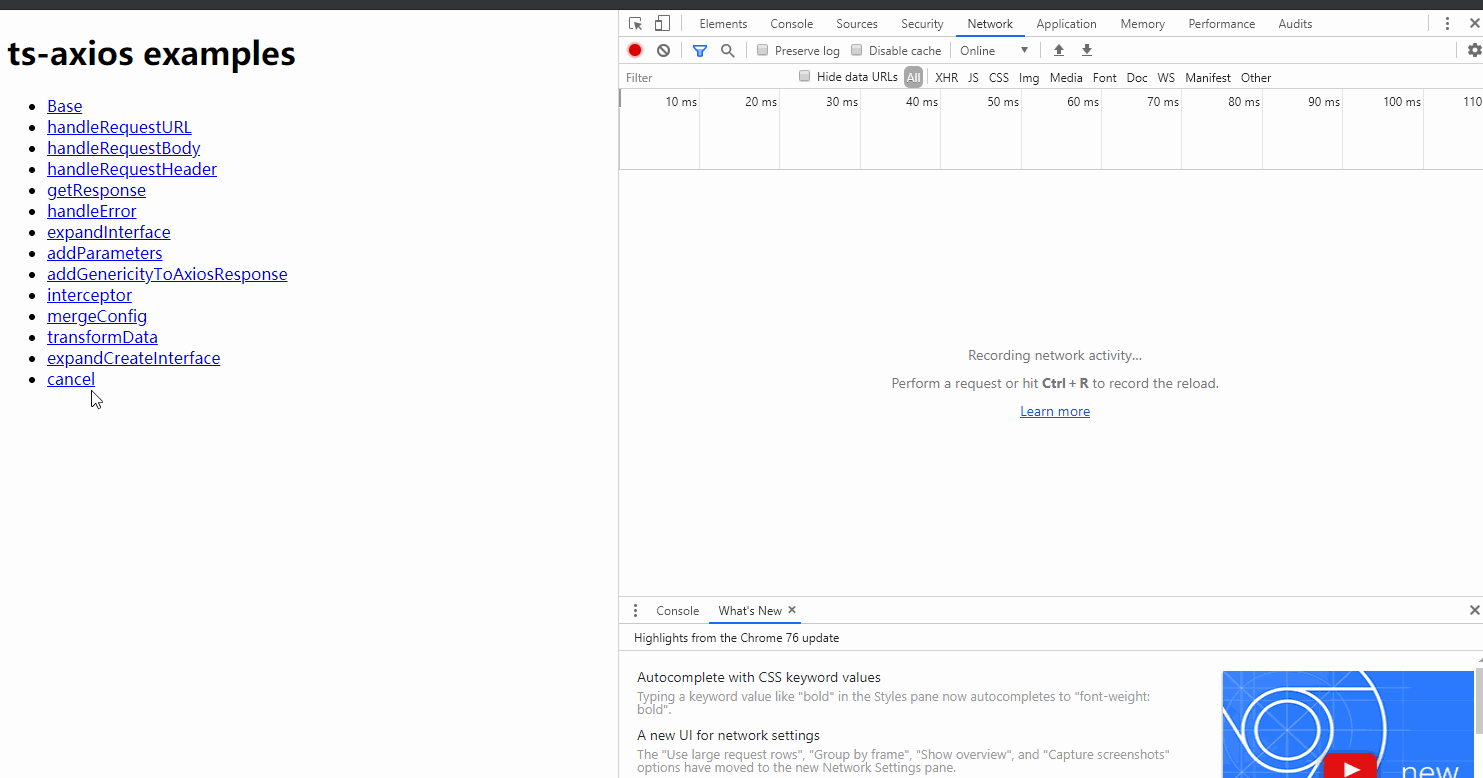 ts-axios examples
Base
handleRequestURL
handleRequestBody
handleRequestHeader
getResponse
handleError
expandInterface
addParameters
addGenericityToAxiosResponse
interceptor
mergeConfig
transformData
expandCreateInterface
cancel
Elements Console Sources Security Network Application Memory Performance Audits
Preserve log Disable cache Online
Filter Hide data URLs All XHR JS CSS Img Media Font Doc WS Manifest Other
10 ms 20 ms 30 ms 40 ms 50 ms 60 ms 70 ms 80 ms 90 ms 100 ms 110
Recording network activity...
Perform a request or hit Ctrl + R to record the reload.
Learn more
Console What's New
Highlights from the Chrome 76 update
Autocomplete with CSS keyword values
Typing a keyword value like "bold" in the Styles pane now autocompletes to "font-weight:
bold".
A new UI for network settings
The "Use large request rows", "Group by frame", "Show overview", and "Capture screenshots"
options have moved to the new Network Settings pane.
new